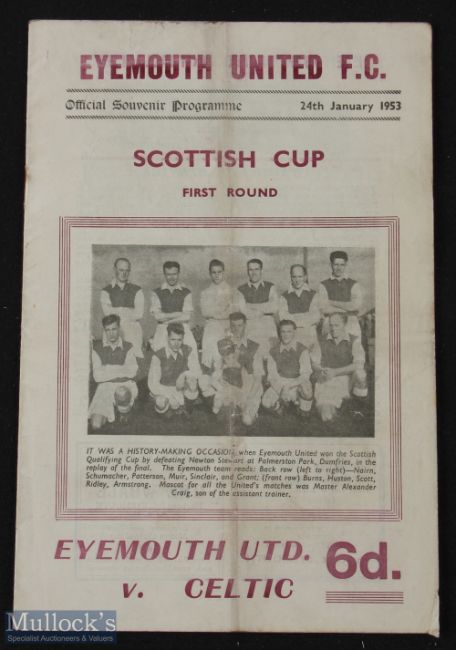 EYEMOUTH UNITED F.C.
Official Souvenir Programme 24th January 1953
SCOTTISH CUP
FIRST ROUND
IT WAS A HISTORY-MAKING OCCASION when Eyemouth United won the Scottish
Qualifying Cup by defeating Newton Stewart at Palmerston Park, Dumfries, in the
replay of the final. The Eyemouth team reads: Back row (left to right)—Nairn,
Schumacher, Patterson, Muir, Sinclair, and Grant; (front row) Burns, Huston, Scott,
Ridley, Armstrong. Mascot for all the United's matches was Master Alexander
Craig, son of the assistant trainer.
EYEMOUTH UTD. 6d.
v. CELTIC
Mullock's
Specialist Auctioneers & Valuers